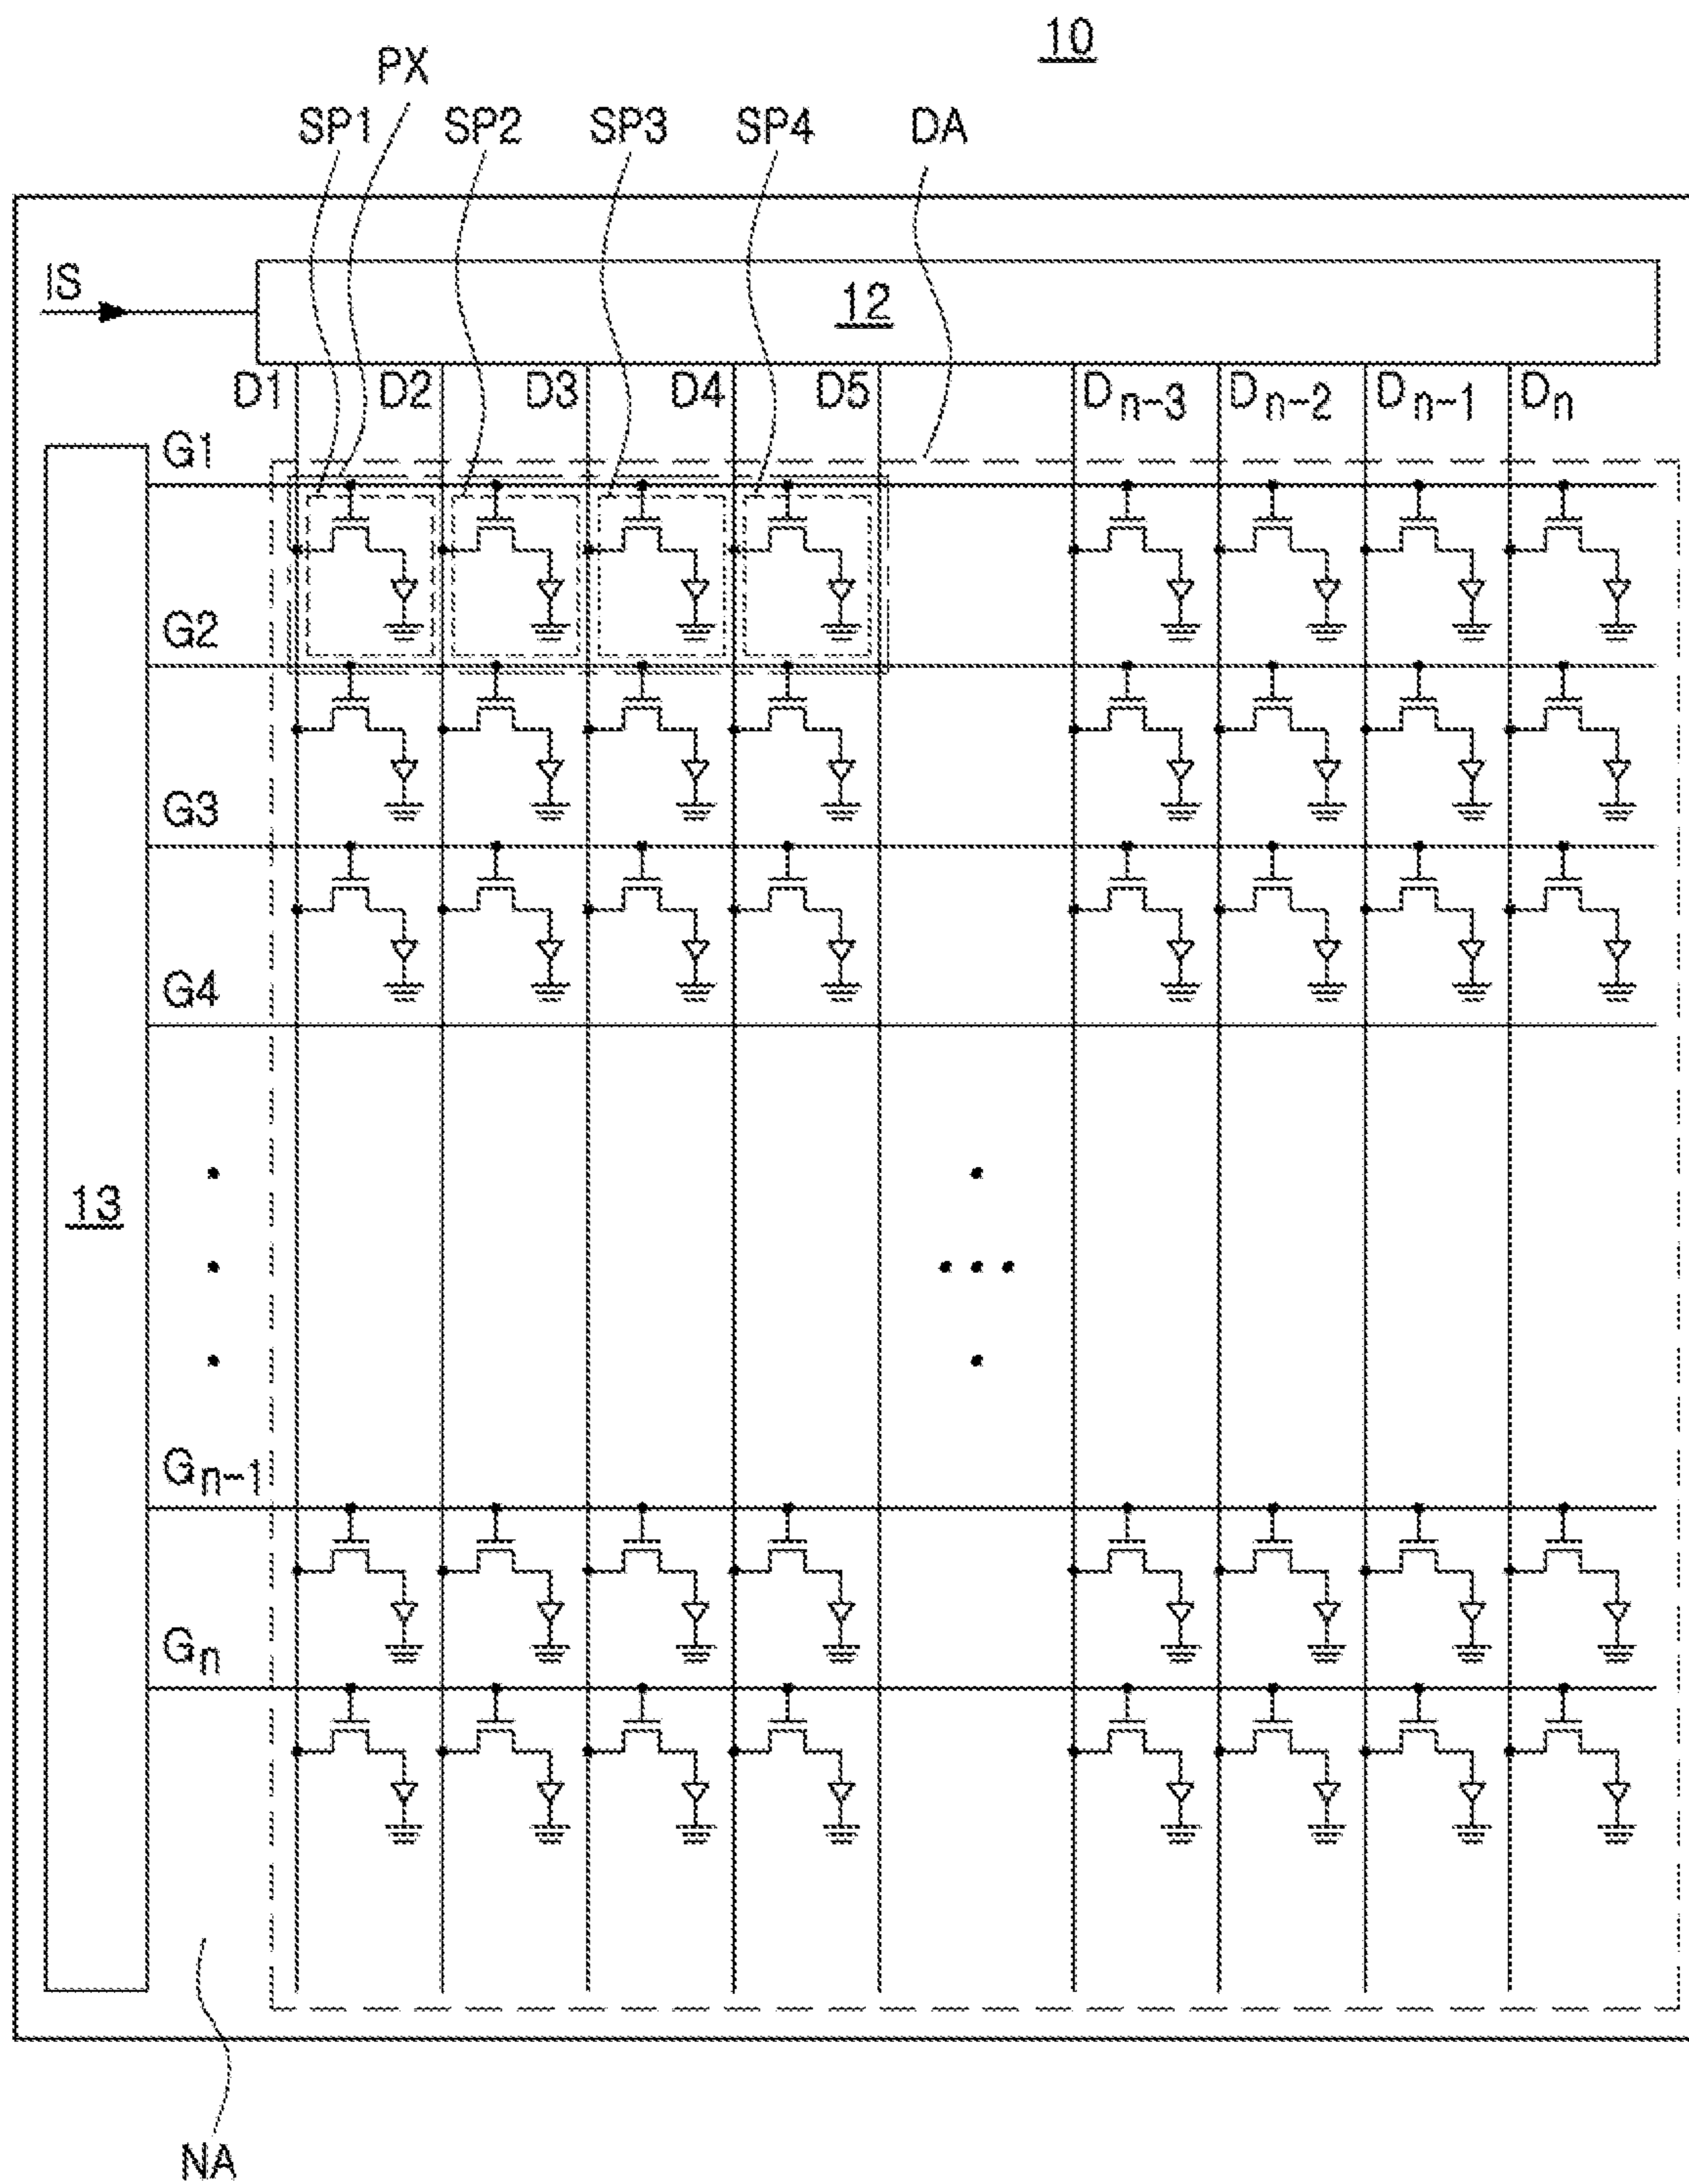 10
PX
SP1 SP2 SP3 SP4 DA
IS
12
D1 D2 D3 D4 D5 Dn-3 Dn-2 Dn-1 Dn
G1
G2
G3
G4
13
Gn-1
Gn
NA